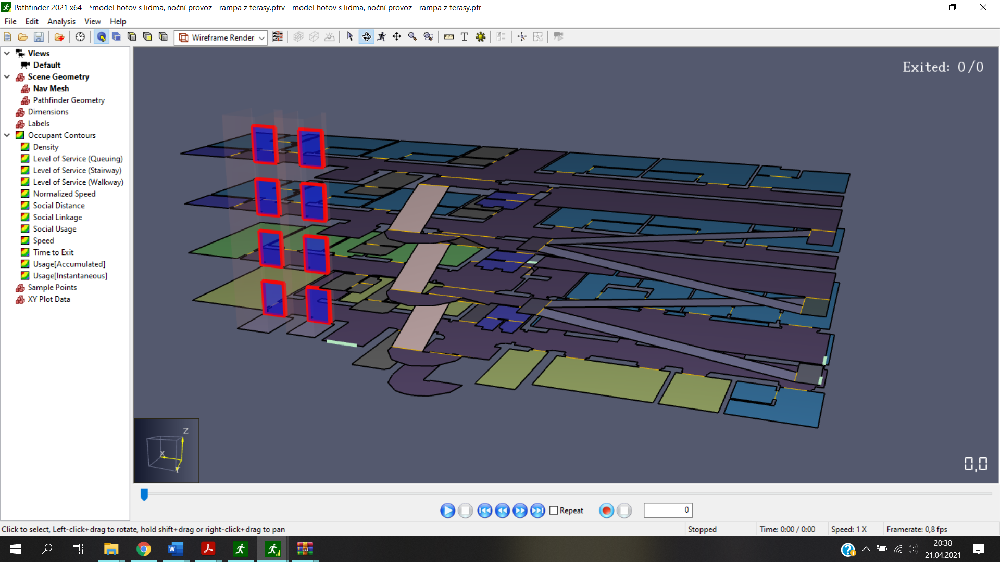 Pathfinder 2021 x64 - *model hotov s lidma, noční provoz - rampa z terasy.pfrv - model hotov s lidma, noční provoz - rampa z terasy.pfr
File Edit Analysis View Help
Wireframe Render
Views
Default
Scene Geometry
Nav Mesh
Pathfinder Geometry
Dimensions
Labels
Occupant Contours
Density
Level of Service (Queuing)
Level of Service (Stairway)
Level of Service (Walkway)
Normalized Speed
Social Distance
Social Linkage
Social Usage
Speed
Time to Exit
Usage[Accumulated]
Usage[Instantaneous]
Sample Points
XY Plot Data
Exited: 0/0
Z
X
Y
0,0
Repeat
0
Click to select, Left-click+drag to rotate, hold shift+drag or right-click+drag to pan
Stopped
Time: 0:00 / 0:00
Speed: 1 X
Framerate: 0,8 fps
20:38
21.04.2021